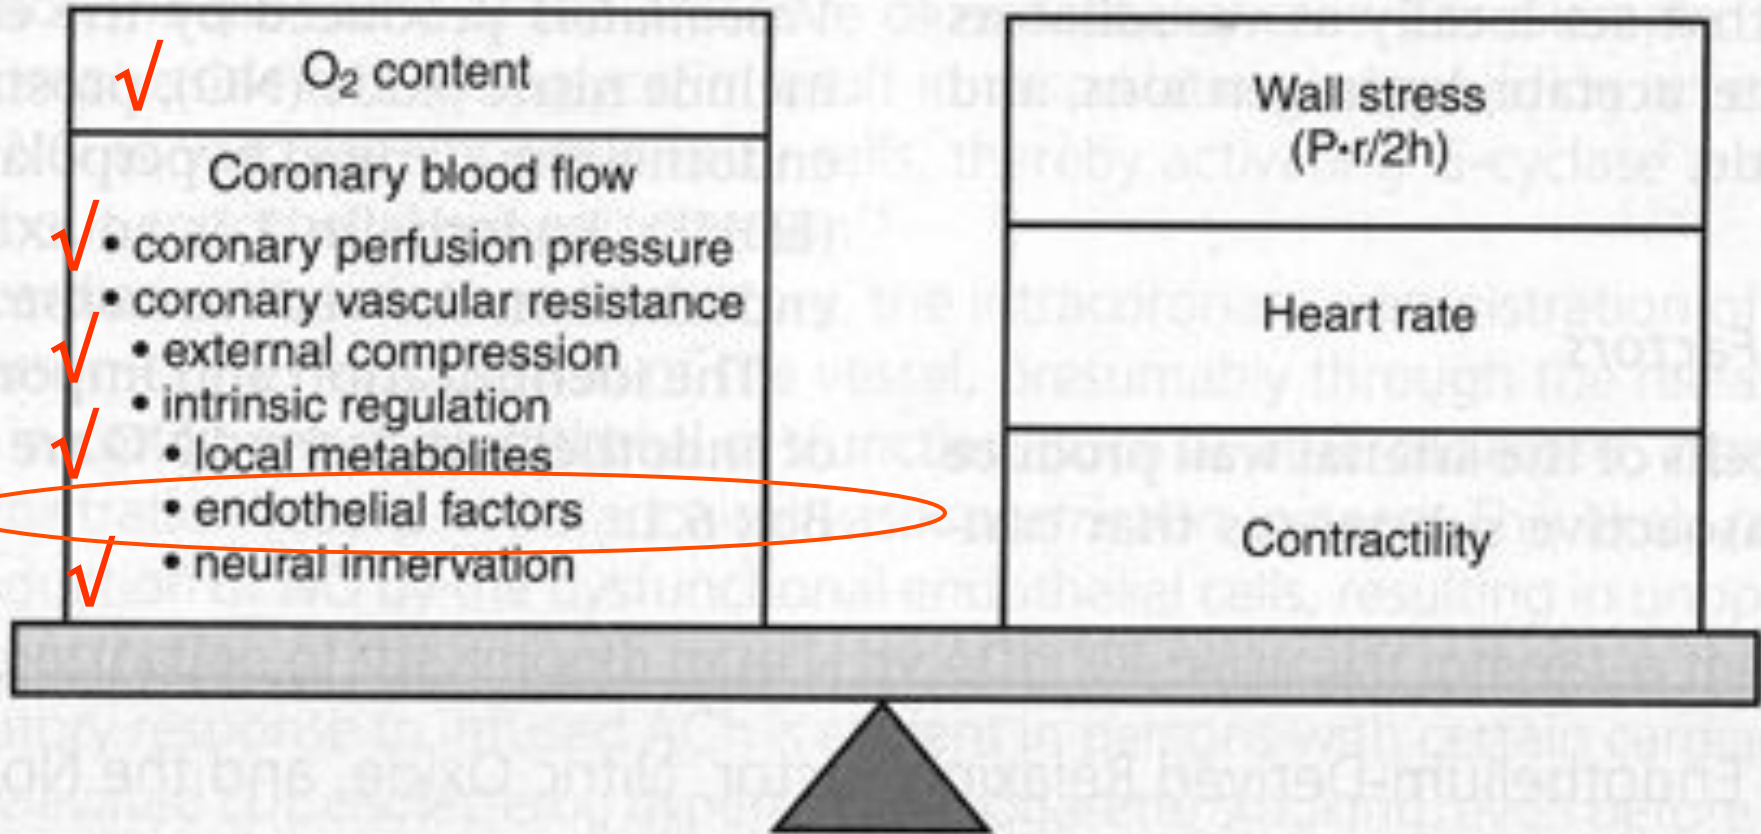 O₂ content
Coronary blood flow
• coronary perfusion pressure
• coronary vascular resistance
• external compression
• intrinsic regulation
• local metabolites
• endothelial factors
• neural innervation
Wall stress
(P•r/2h)
Heart rate
Contractility